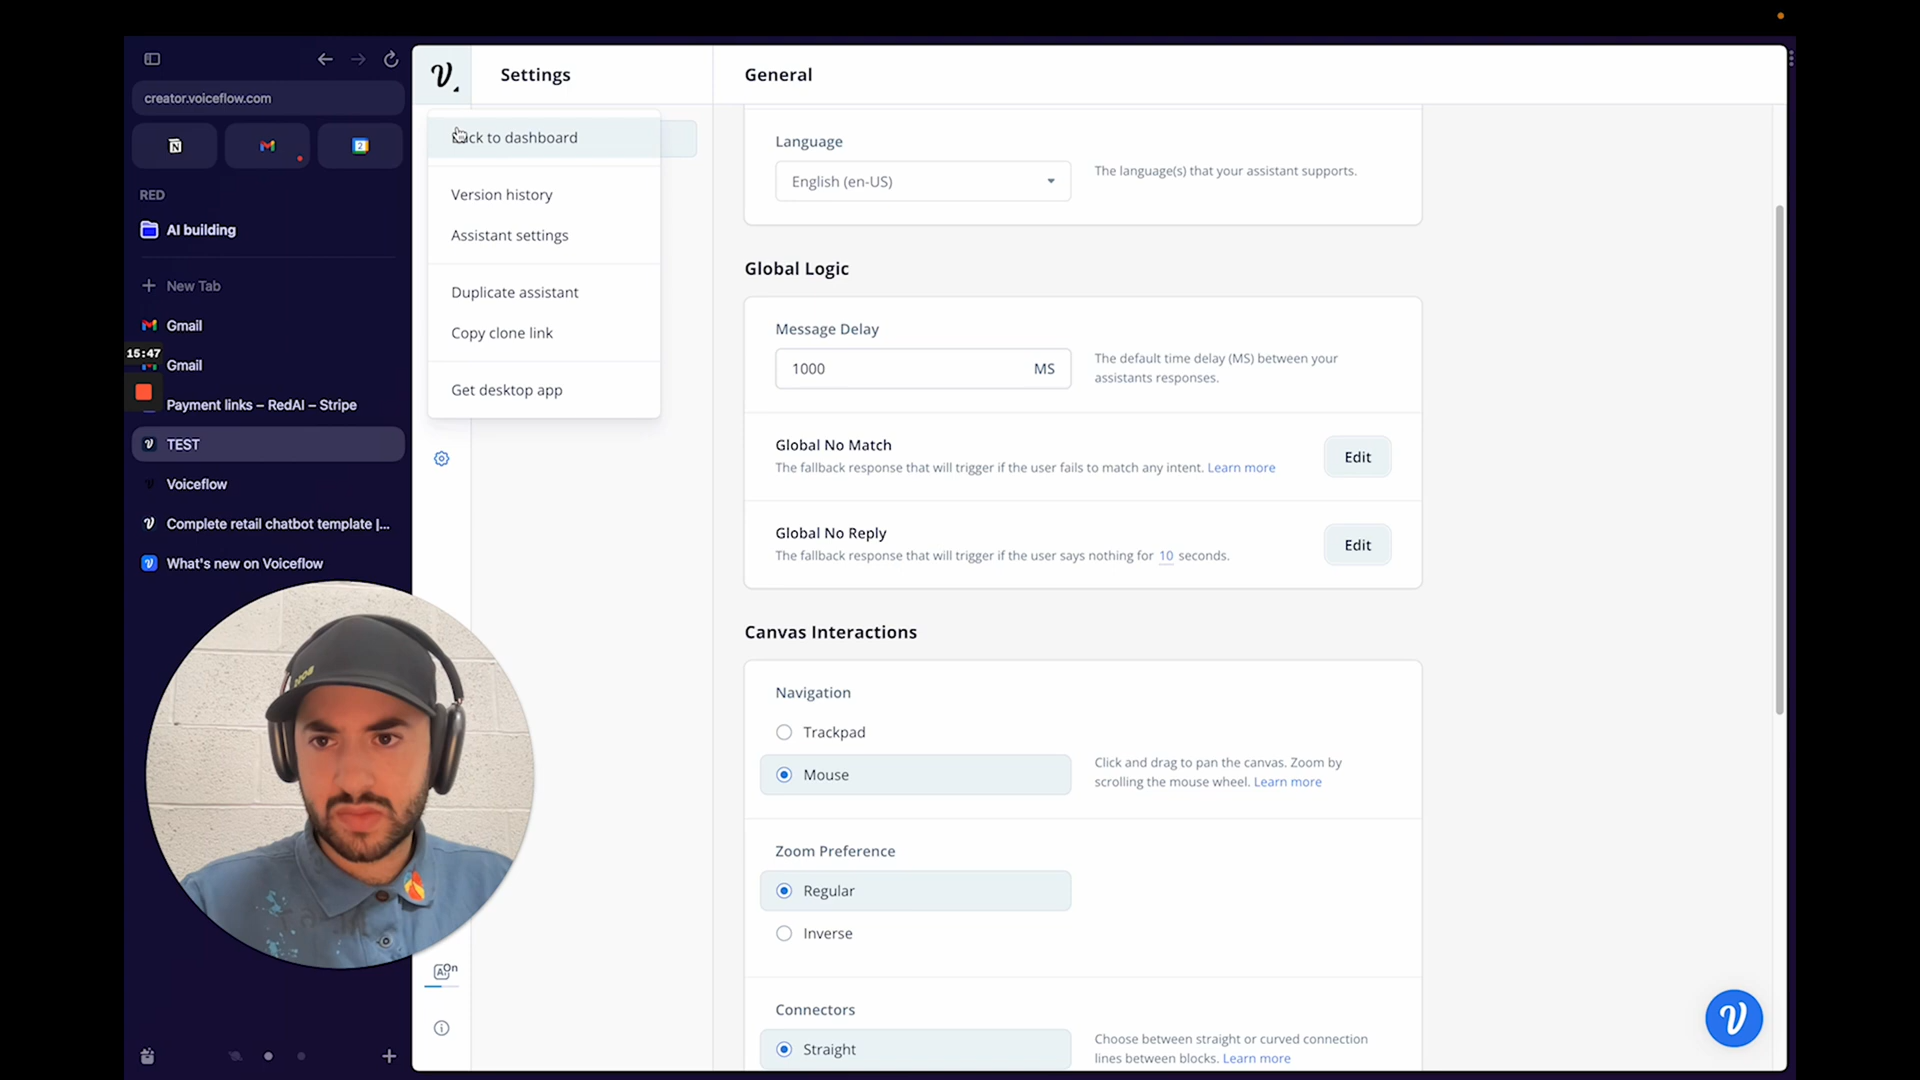 creator.voiceflow.com
RED
AI building
New Tab
Gmail
15:47
Gmail
Payment links – RedAI – Stripe
TEST
Voiceflow
Complete retail chatbot template |...
What's new on Voiceflow
Settings
General
to dashboard
Version history
Assistant settings
Duplicate assistant
Copy clone link
Get desktop app
On
Language
English (en-US)
The language(s) that your assistant supports.
Global Logic
Message Delay
1000 MS
The default time delay (MS) between your
assistants responses.
Global No Match
The fallback response that will trigger if the user fails to match any intent. Learn more
Edit
Global No Reply
The fallback response that will trigger if the user says nothing for 10 seconds.
Edit
Canvas Interactions
Navigation
Trackpad
Mouse
Click and drag to pan the canvas. Zoom by
scrolling the mouse wheel. Learn more
Zoom Preference
Regular
Inverse
Connectors
Straight
Choose between straight or curved connection
lines between blocks. Learn more